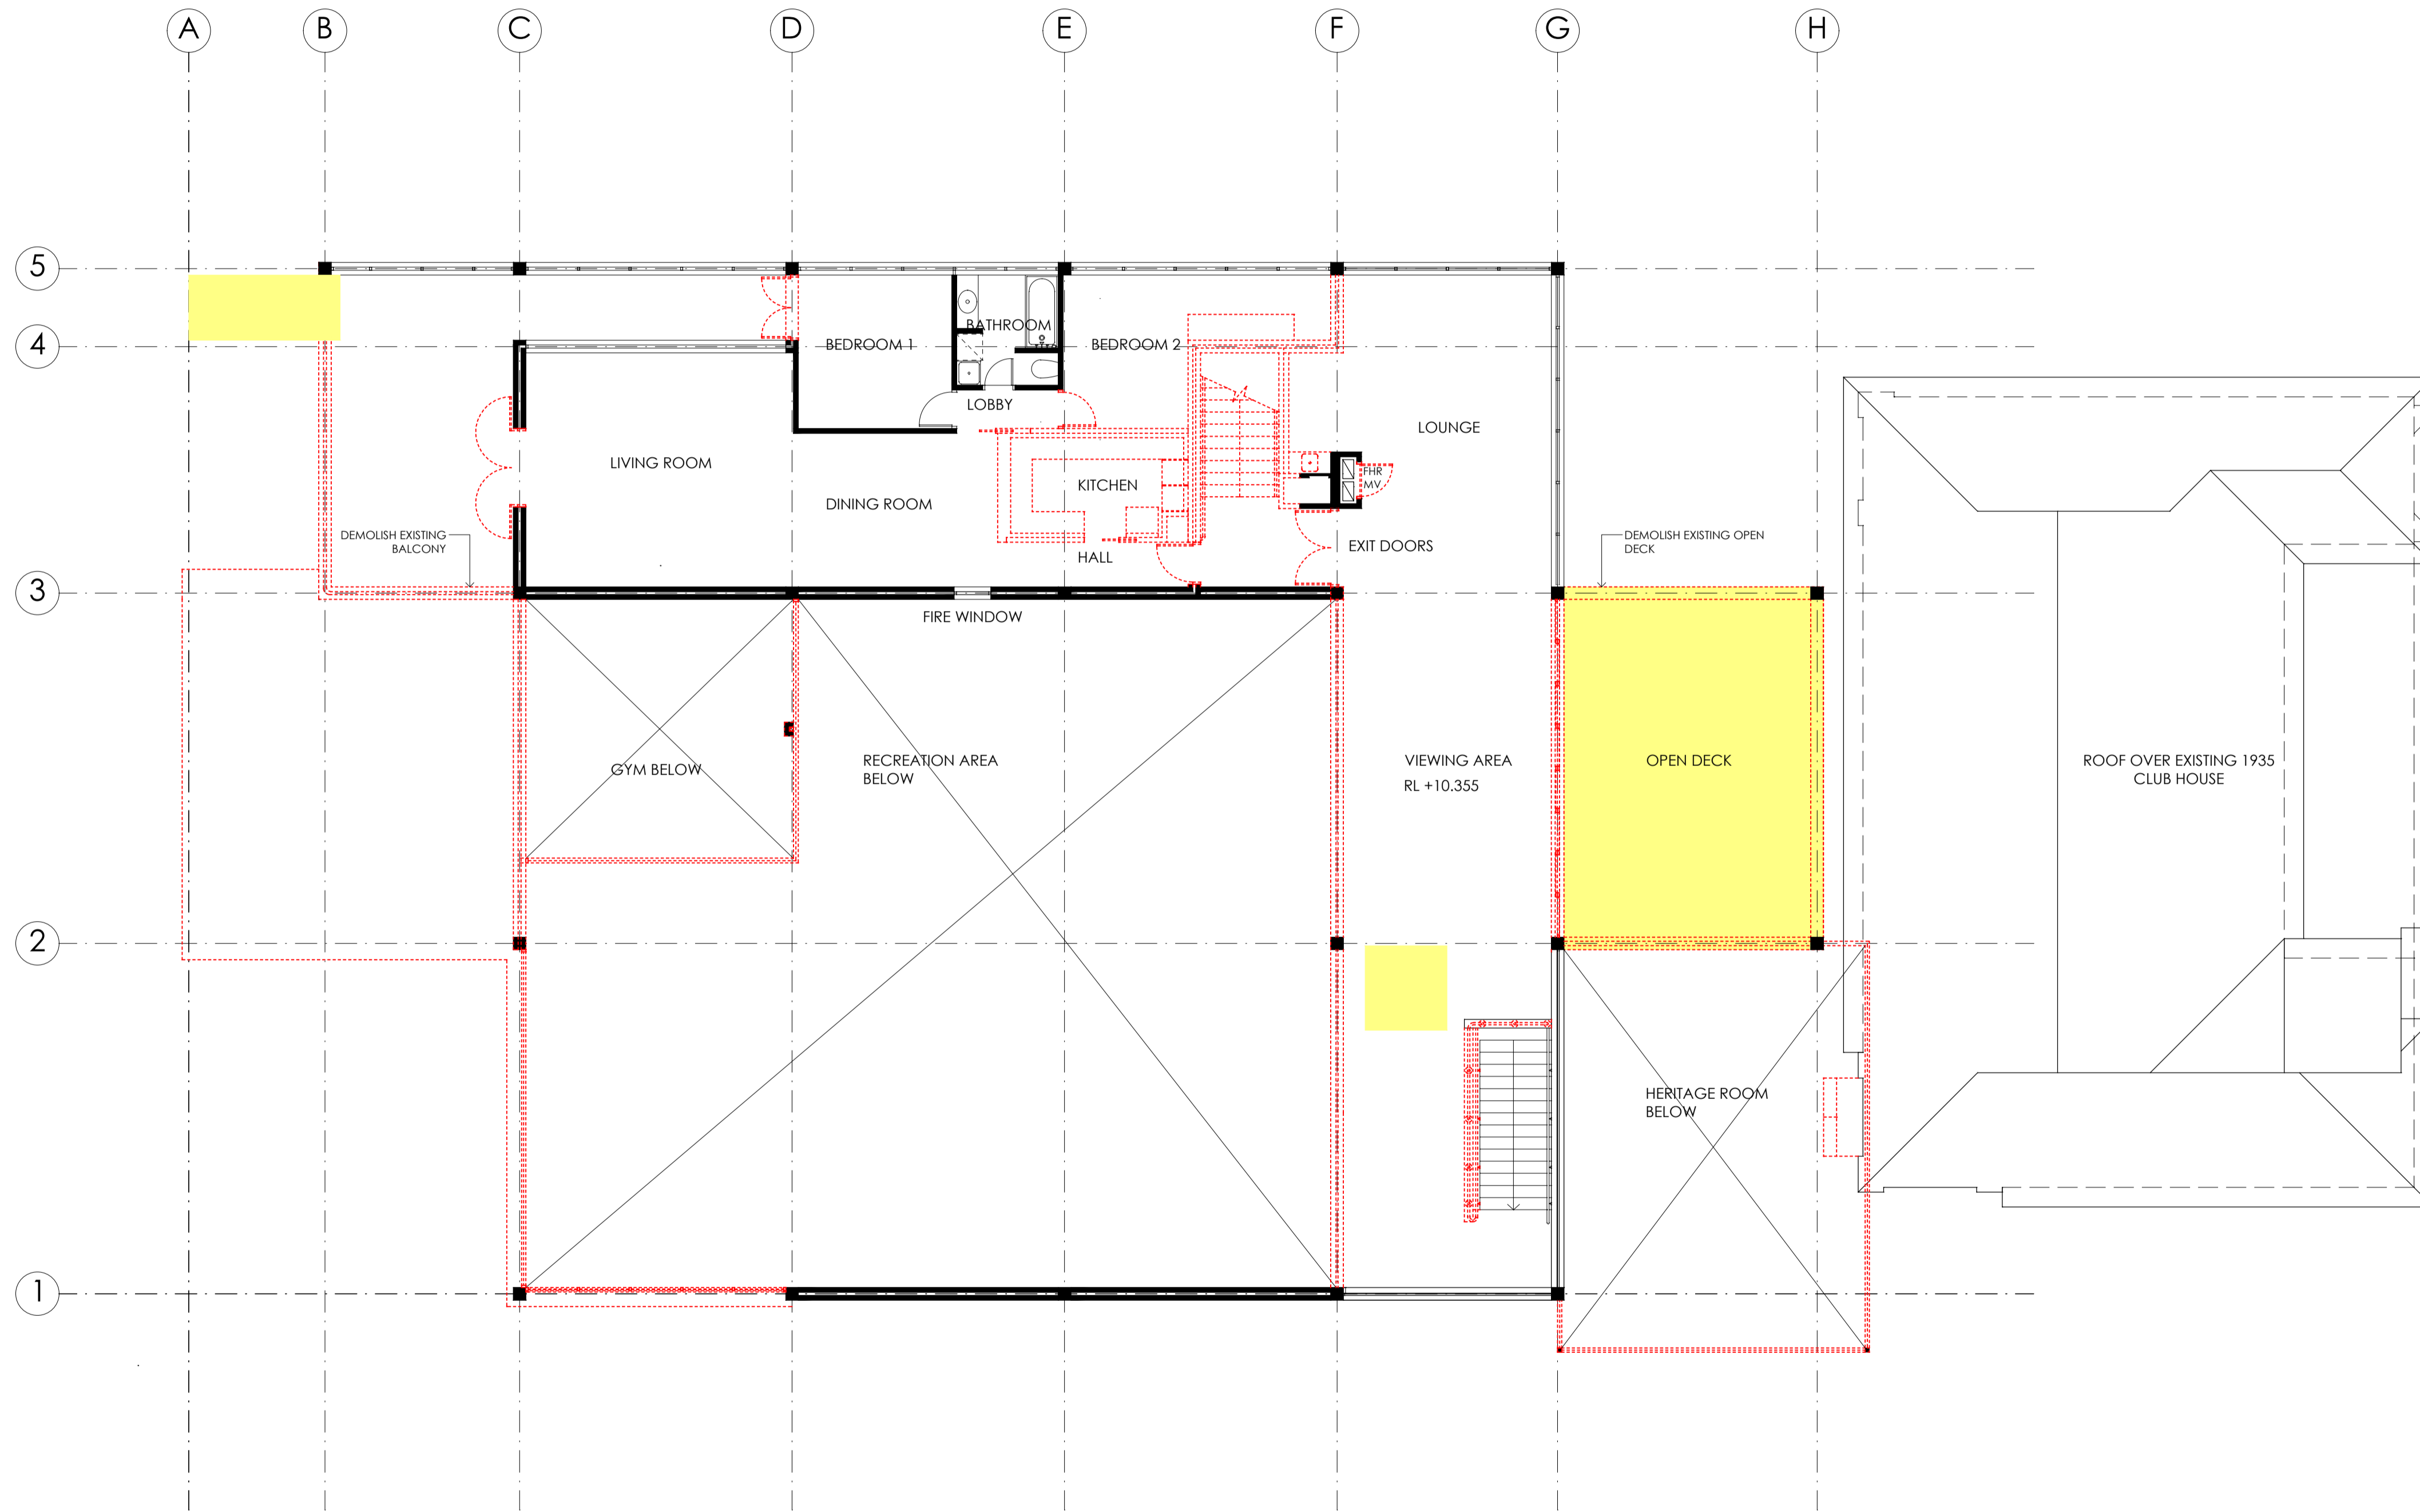 A
B
C
D
E
F
G
H
5
4
3
2
1
BATHROOM
BEDROOM 1
BEDROOM 2
LOBBY
LOUNGE
LIVING ROOM
FHR
MV
KITCHEN
DINING ROOM
DEMOLISH EXISTING
BALCONY
HALL
EXIT DOORS
DEMOLISH EXISTING OPEN
DECK
FIRE WINDOW
GYM BELOW
RECREATION AREA
BELOW
VIEWING AREA
RL +10.355
OPEN DECK
ROOF OVER EXISTING 1935
CLUB HOUSE
HERITAGE ROOM
BELOW